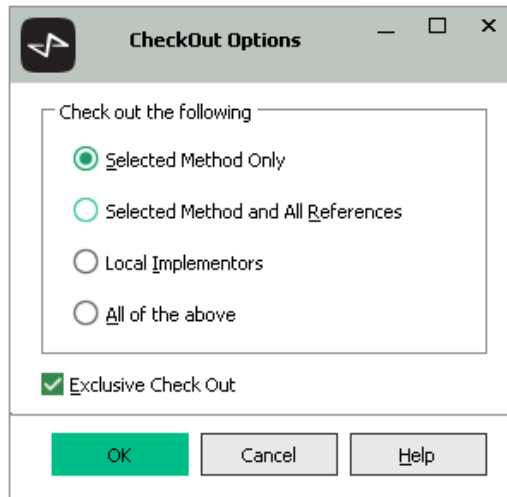 CheckOut Options
Check out the following
Selected Method Only
Selected Method and All References
Local Implementors
All of the above
Exclusive Check Out
OK Cancel Help